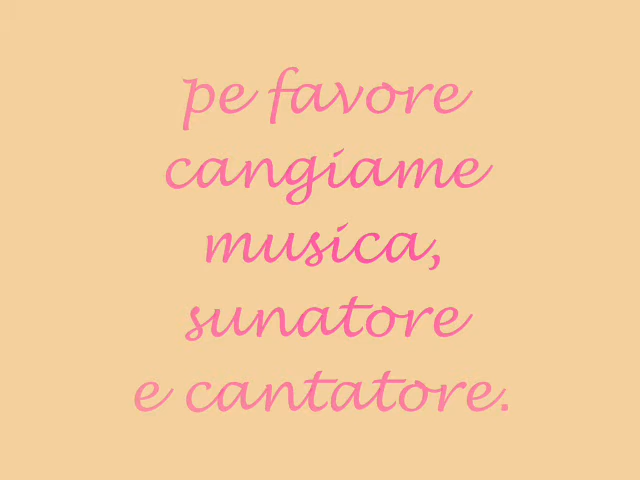 pe favore
cangiame
musica,
sunatore
e cantatore.